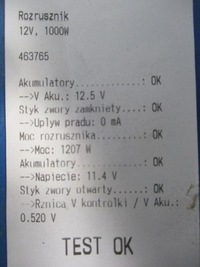 Rozrusznik
12V, 1000W
463765
Akumulatory............: OK
-->V Aku.: 12.5 V
Styk zwory zamkniety....: OK
-->Uplyw pradu: 0 mA
Moc rozrusznika.........: OK
-->Moc: 1207 W
Akumulatory............: OK
-->Napiecie: 11.4 V
Styk zwory otwarty......: OK
-->Rznica V kontrolki / V Aku.:
0.520 V
TEST OK